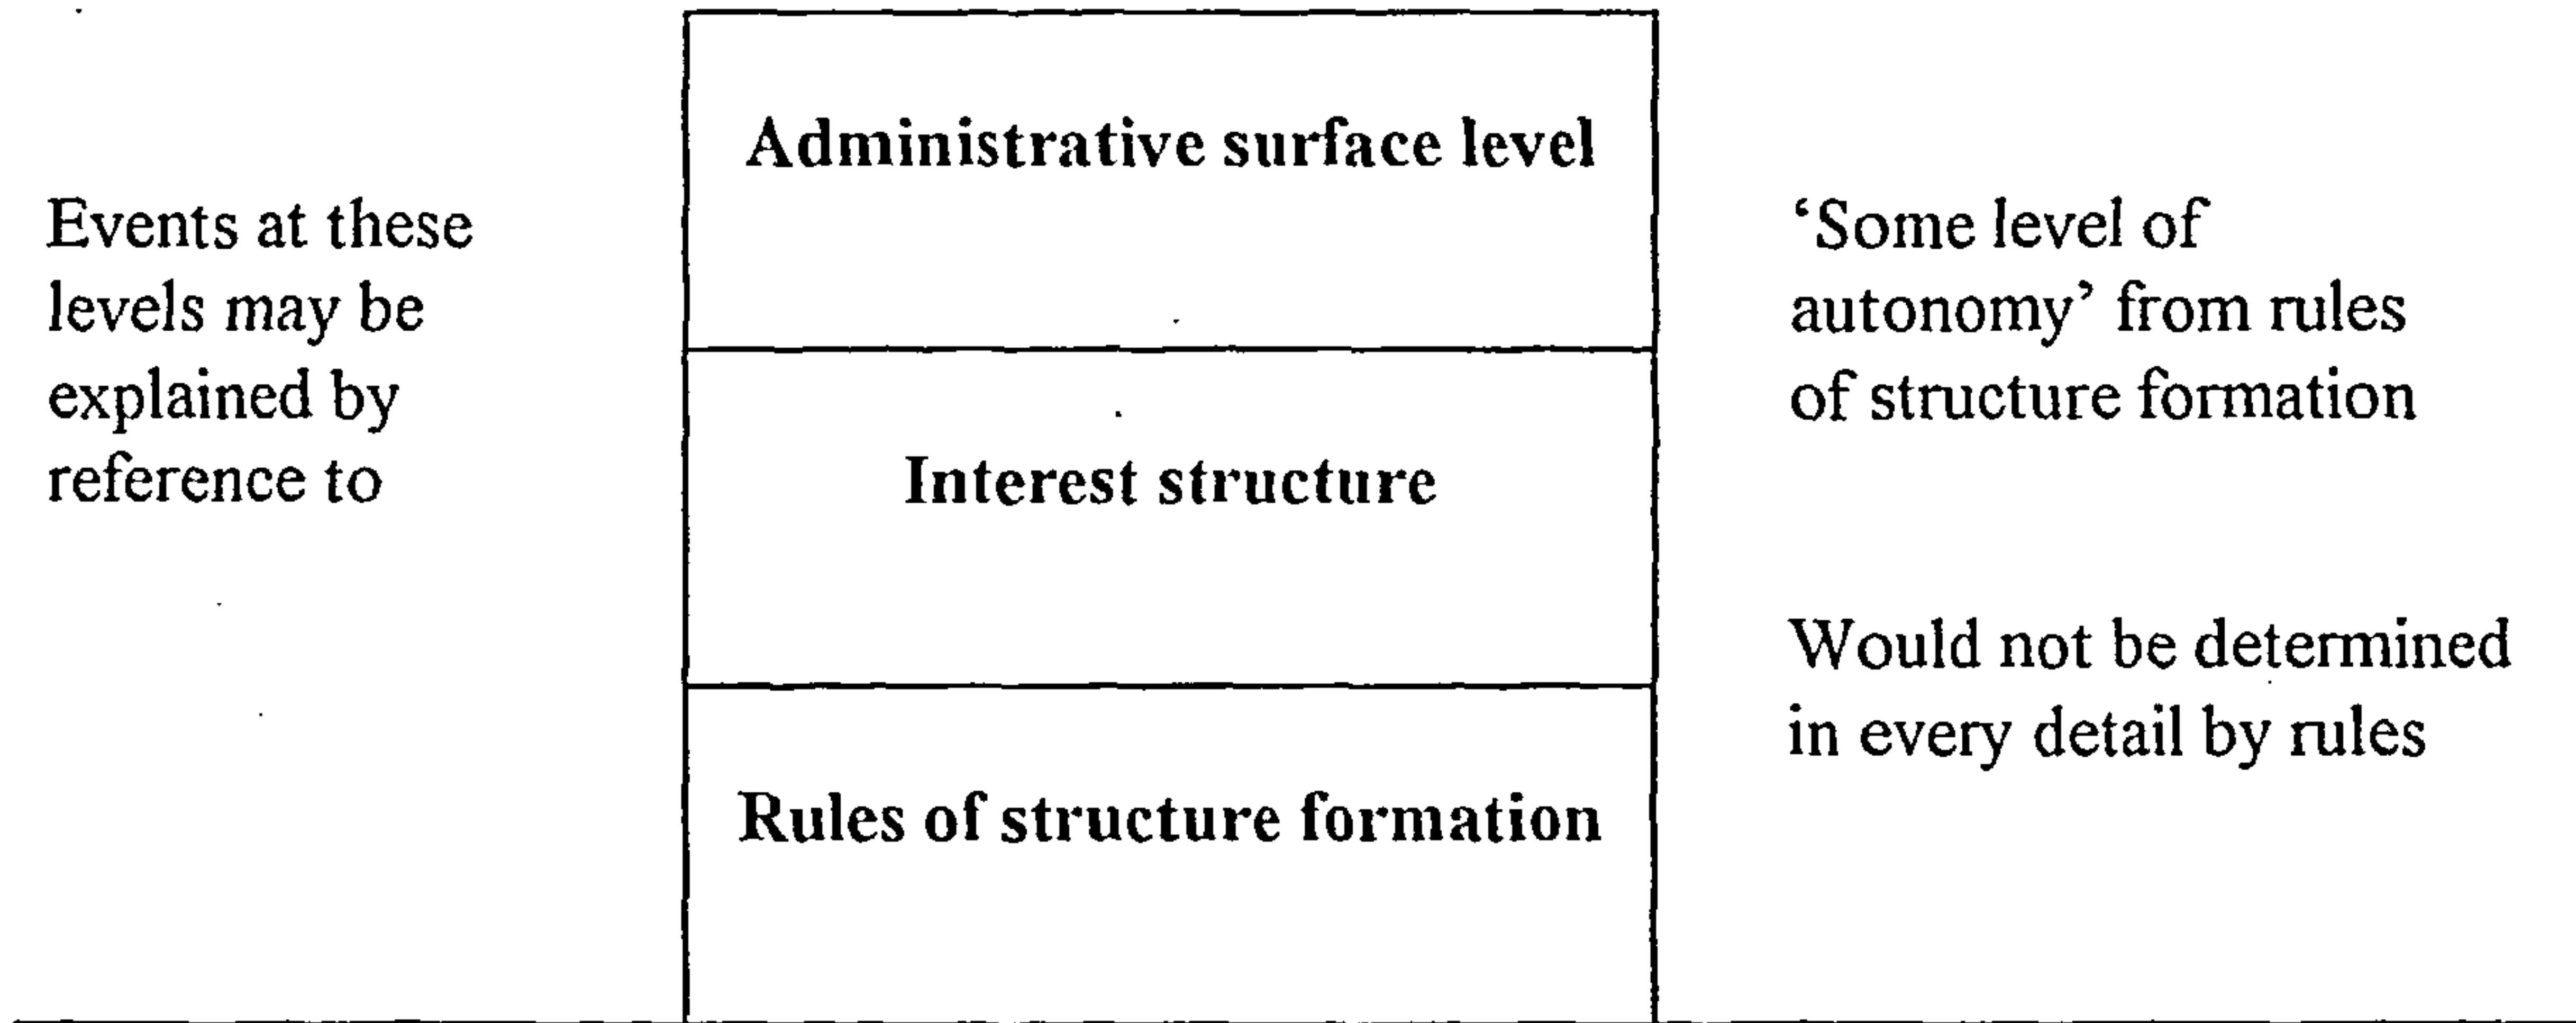 Events at these
levels may be
explained by
reference to
Administrative surface level
Interest structure
Rules of structure formation
‘Some level of
autonomy’ from rules
of structure formation
Would not be determined
in every detail by rules